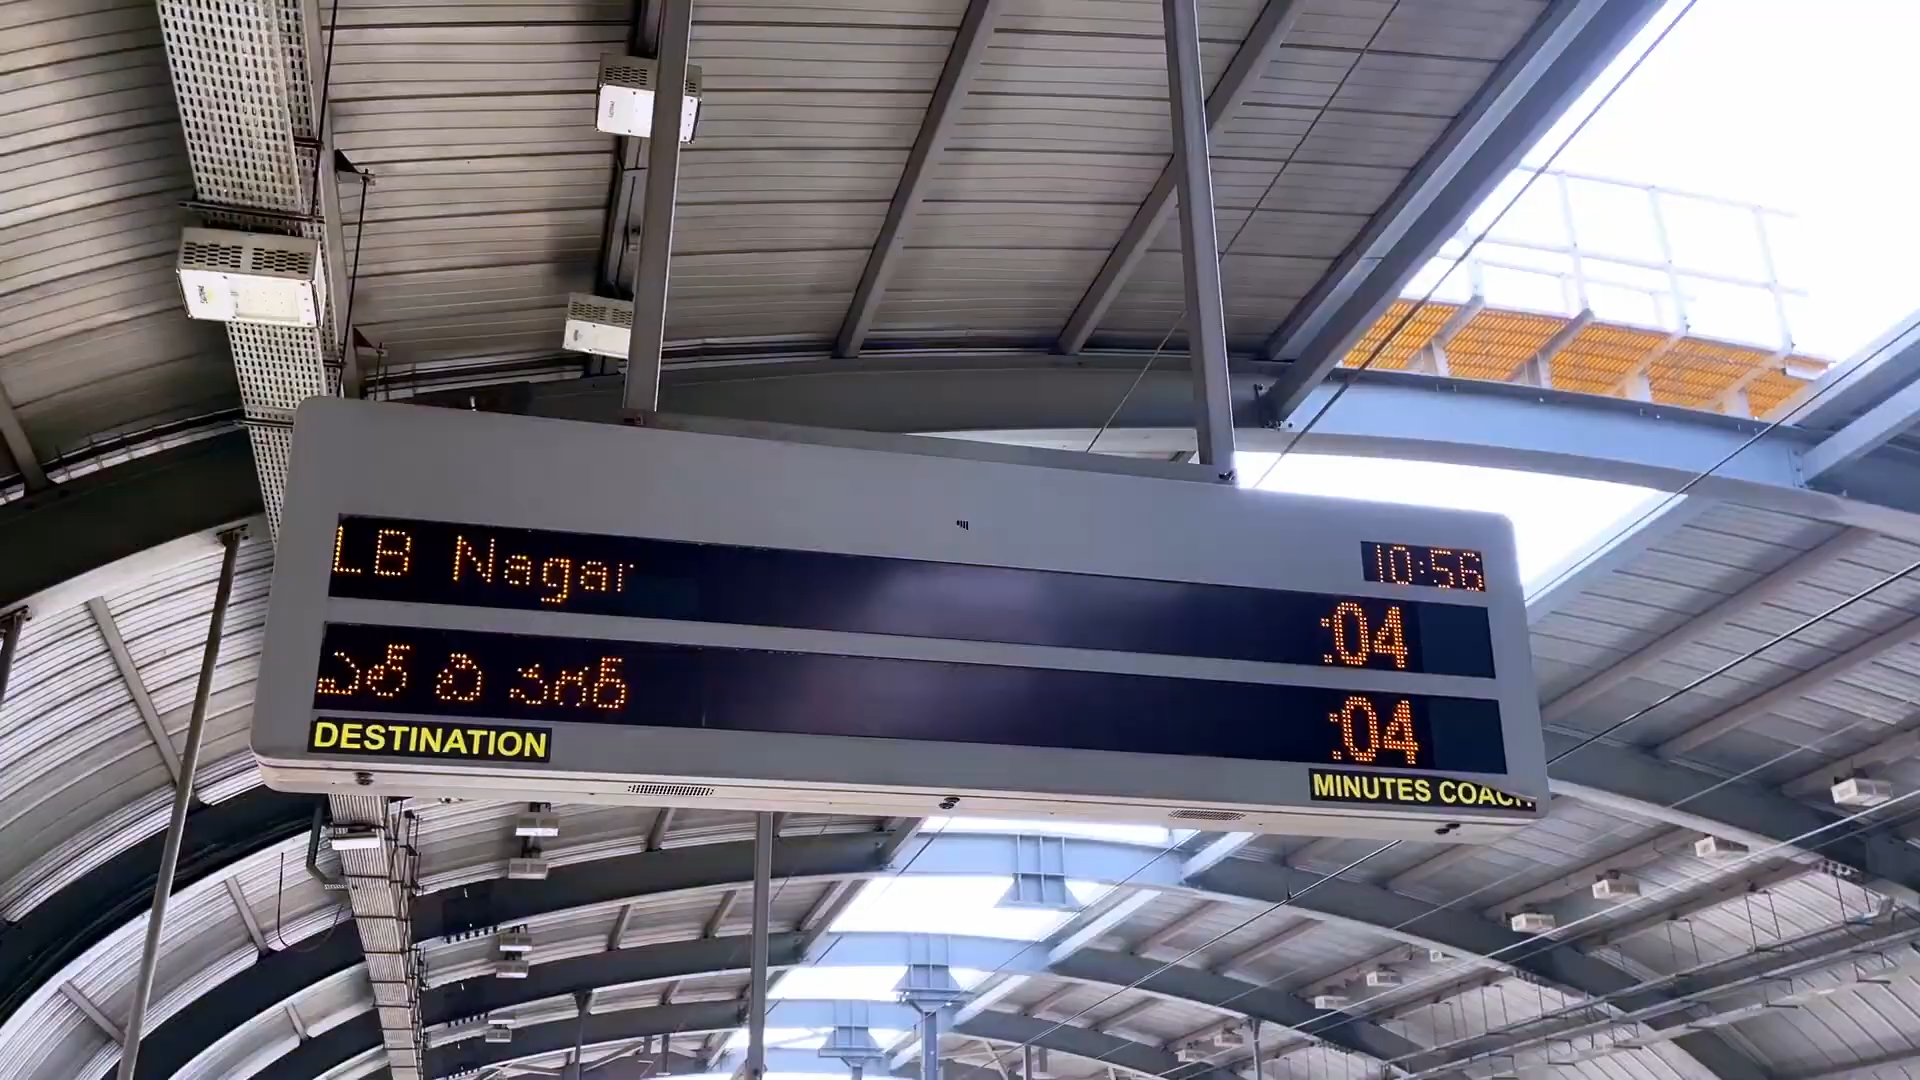 LB Nagar
10:56
:04
ఎల్ బి నగర్
:04
DESTINATION
MINUTES COACH